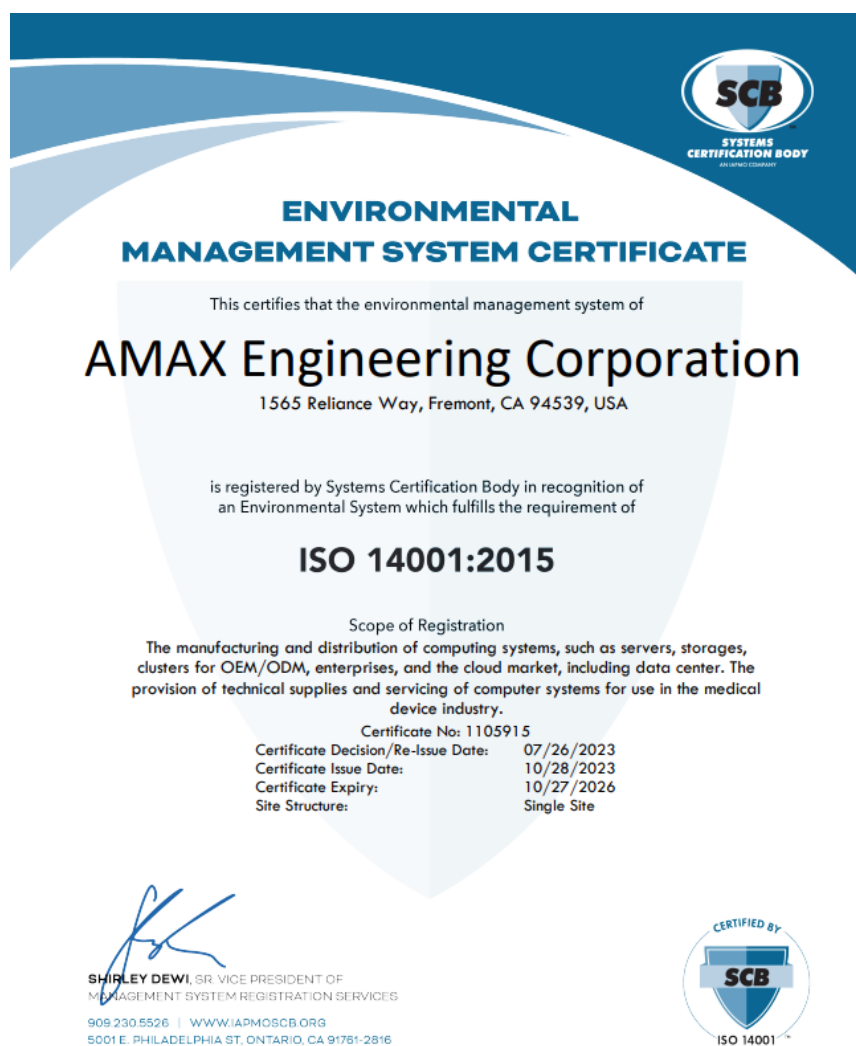 SCB
SYSTEMS
CERTIFICATION BODY
AN IAPMO COMPANY
ENVIRONMENTAL
MANAGEMENT SYSTEM CERTIFICATE
This certifies that the environmental management system of
AMAX Engineering Corporation
1565 Reliance Way, Fremont, CA 94539, USA
is registered by Systems Certification Body in recognition of
an Environmental System which fulfills the requirement of
ISO 14001:2015
Scope of Registration
The manufacturing and distribution of computing systems, such as servers, storages,
clusters for OEM/ODM, enterprises, and the cloud market, including data center. The
provision of technical supplies and servicing of computer systems for use in the medical
device industry.
Certificate No: 1105915
Certificate Decision/Re-Issue Date: 07/26/2023
Certificate Issue Date: 10/28/2023
Certificate Expiry: 10/27/2026
Site Structure: Single Site
SHIRLEY DEWI, SR. VICE PRESIDENT OF
MANAGEMENT SYSTEM REGISTRATION SERVICES
909.230.5526 | WWW.IAPMOSCB.ORG
5001 E. PHILADELPHIA ST, ONTARIO, CA 91761-2816
CERTIFIED BY
SCB
ISO 14001 ™